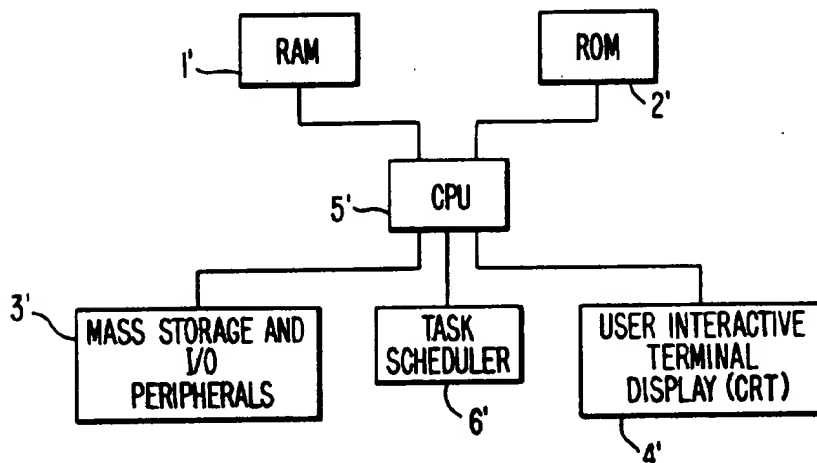 RAM
1'
ROM
2'
CPU
5'
3'
MASS STORAGE AND
I/O
PERIPHERALS
TASK
SCHEDULER
6'
USER INTERACTIVE
TERMINAL
DISPLAY (CRT)
4'